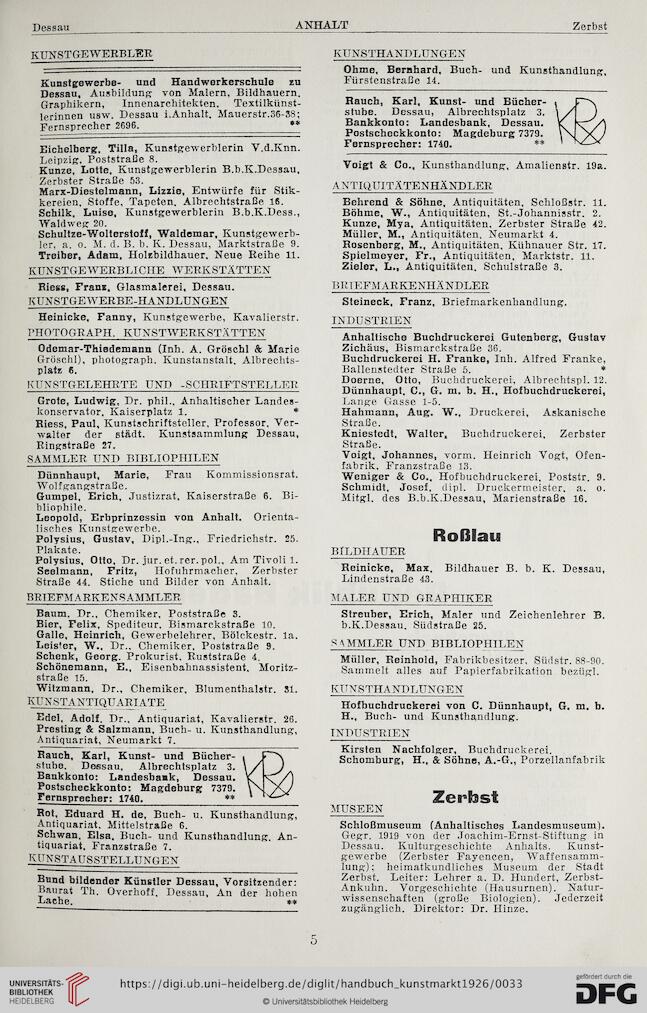 Dessau
ANHALT
Zerbst
KUNSTGEWERBLER
Kunstgewerbe- und Handwerkerschule zu
Dessau, Ausbildung von Malern, Bildhauern,
Graphikern, Innenarchitekten, Textilkünst-
lerinnen usw. Dessau i.Anhalt, Mauerstr.36-38;
Fernsprecher 2696. **
Eichelberg, Tilla, Kunstgewerblerin V.d.Knn.
Leipzig, Poststraße 8.
Kunze, Lotte, Kunstgewerblerin B.b.K.Dessau,
Zerbster Straße 53.
Marx-Diestelmann, Lizzie, Entwürfe für Stik-
kereien, Stoffe, Tapeten, Albrechtstraße 16.
Schilk, Luise, Kunstgewerblerin B.b.K.Dess.,
Waldweg 20.
Schultze-Wolterstoff, Waldemar, Kunstgewerb-
ler, a. o. M. d. B. b. K. Dessau, Marktstraße 9.
Treiber, Adam, Holzbildhauer, Neue Reihe 11.
KUNSTGEWERBLICHE WERKSTÄTTEN
Riess, Franz, Glasmalerei, Dessau.
KUNSTGEWERBE-HANDLUNGEN
Heinicke, Fanny, Kunstgewerbe, Kavalierstr.
PHOTOGRAPH. KUNSTWERKSTÄTTEN
Odemar-Thiedemann (Inh. A. Gröschl & Marie
Gröschl), photograph. Kunstanstalt, Albrechts-
platz 6.
KUNSTGELEHRTE UND -SCHRIFTSTELLER
Grote, Ludwig, Dr. phil., Anhaltischer Landes-
konservator, Kaiserplatz 1. *
Riess, Paul, Kunstschriftsteller, Professor, Ver-
walter der städt. Kunstsammlung Dessau,
Ringstraße 27.
SAMMLER UND BIBLIOPHILEN
Dünnhaupt, Marie, Frau Kommissionsrat,
Wolfgangstraße.
Gumpel, Erich, Justizrat, Kaiserstraße 6. Bi-
bliophile.
Leopold, Erbprinzessin von Anhalt. Orienta-
lisches Kunstgewerbe.
Polysius, Gustav, Dipl.-Ing., Friedrichstr. 25.
Plakate.
Polysius, Otto, Dr. jur. et. rer. pol., Am Tivoli 1.
Seelmann, Fritz, Hofuhrmacher, Zerbster
Straße 44. Stiche und Bilder von Anhalt.
BRIEFMARKENSAMMLER
Baum, Dr., Chemiker, Poststraße 3.
Bier, Felix, Spediteur, Bismarckstraße 10.
Galle, Heinrich, Gewerbelehrer, Bölckestr. 1a.
Leister, W., Dr., Chemiker, Poststraße 9.
Schenk, Georg, Prokurist, Ruststraße 4.
Schönemann, E., Eisenbahnassistent, Moritz-
straße 15.
Witzmann, Dr., Chemiker, Blumenthalstr. 31.
KUNSTANTIQUARIATE
Edel, Adolf, Dr., Antiquariat, Kavalierstr. 26.
Presting & Salzmann, Buch- u. Kunsthandlung,
Antiquariat, Neumarkt 7.
Rauch, Karl, Kunst- und Bücher-
stube, Dessau, Albrechtsplatz 3.
Bankkonto: Landesbank, Dessau.
Postscheckkonto: Magdeburg 7379.
Fernsprecher: 1740. **
Rot, Eduard H. de, Buch- u. Kunsthandlung,
Antiquariat, Mittelstraße 6.
Schwan, Elsa, Buch- und Kunsthandlung, An-
tiquariat, Franzstraße 7.
KUNSTAUSSTELLUNGEN
Bund bildender Künstler Dessau, Vorsitzender:
Baurat Th. Overhoff, Dessau, An der hohen
Lache. **
KUNSTHANDLUNGEN
Ohme, Bernhard, Buch- und Kunsthandlung,
Fürstenstraße 14.
Rauch, Karl, Kunst- und Bücher-
stube, Dessau, Albrechtsplatz 3.
Bankkonto: Landesbank, Dessau.
Postscheckkonto: Magdeburg 7379.
Fernsprecher: 1740. **
Voigt & Co., Kunsthandlung, Amalienstr. 19a.
ANTIQUITÄTENHÄNDLER
Behrend & Söhne, Antiquitäten, Schloßstr. 11.
Böhme, W., Antiquitäten, St.-Johannisstr. 2.
Kunze, Mya, Antiquitäten, Zerbster Straße 42.
Müller, M., Antiquitäten, Neumarkt 4.
Rosenberg, M., Antiquitäten, Kühnauer Str. 17.
Spielmeyer, Fr., Antiquitäten, Marktstr. 11.
Zieler, L., Antiquitäten, Schulstraße 3.
BRIEFMARKENHÄNDLER
Steineck, Franz, Briefmarkenhandlung.
INDUSTRIEN
Anhaltische Buchdruckerei Gutenberg, Gustav
Zichäus, Bismarckstraße 36.
Buchdruckerei H. Franke, Inh. Alfred Franke,
Ballenstedter Straße 5. *
Doerne, Otto, Buchdruckerei, Albrechtspl. 12.
Dünnhaupt, C., G. m. b. H., Hofbuchdruckerei,
Lange Gasse 1-5.
Hahmann, Aug. W., Druckerei, Askanische
Straße.
Kniestedt, Walter, Buchdruckerei, Zerbster
Straße.
Voigt, Johannes, vorm. Heinrich Vogt, Ofen-
fabrik, Franzstraße 13.
Weniger & Co., Hofbuchdruckerei, Poststr. 9.
Schmidt, Josef, dipl. Druckermeister, a. o.
Mitgl. des B.b.K.Dessau, Marienstraße 16.
Roßlau
BILDHAUER
Reinicke, Max, Bildhauer B. b. K. Dessau,
Lindenstraße 43.
MALER UND GRAPHIKER
Streuber, Erich, Maler und Zeichenlehrer B.
b.K.Dessau, Südstraße 25.
SAMMLER UND BIBLIOPHILEN
Müller, Reinhold, Fabrikbesitzer, Südstr. 88-90.
Sammelt alles auf Papierfabrikation bezügl.
KUNSTHANDLUNGEN
Hofbuchdruckerei von C. Dünnhaupt, G. m. b.
H., Buch- und Kunsthandlung.
INDUSTRIEN
Kirsten Nachfolger, Buchdruckerei.
Schomburg, H., & Söhne, A.-G., Porzellanfabrik
Zerbst
MUSEEN
Schloßmuseum (Anhaltisches Landesmuseum).
Gegr. 1919 von der Joachim-Ernst-Stiftung in
Dessau. Kulturgeschichte Anhalts. Kunst-
gewerbe (Zerbster Fayencen, Waffensamm-
lung); heimatkundliches Museum der Stadt
Zerbst. Leiter: Lehrer a. D. Hundert, Zerbst-
Ankuhn. Vorgeschichte (Hausurnen). Natur-
wissenschaften (große Biologien). Jederzeit
zugänglich. Direktor: Dr. Hinze.
5
UNIVERSITÄTS-
BIBLIOTHEK
HEIDELBERG
https://digi.ub.uni-heidelberg.de/diglit/handbuch_kunstmarkt1926/0033
© Universitätsbibliothek Heidelberg
gefördert durch die
DFG